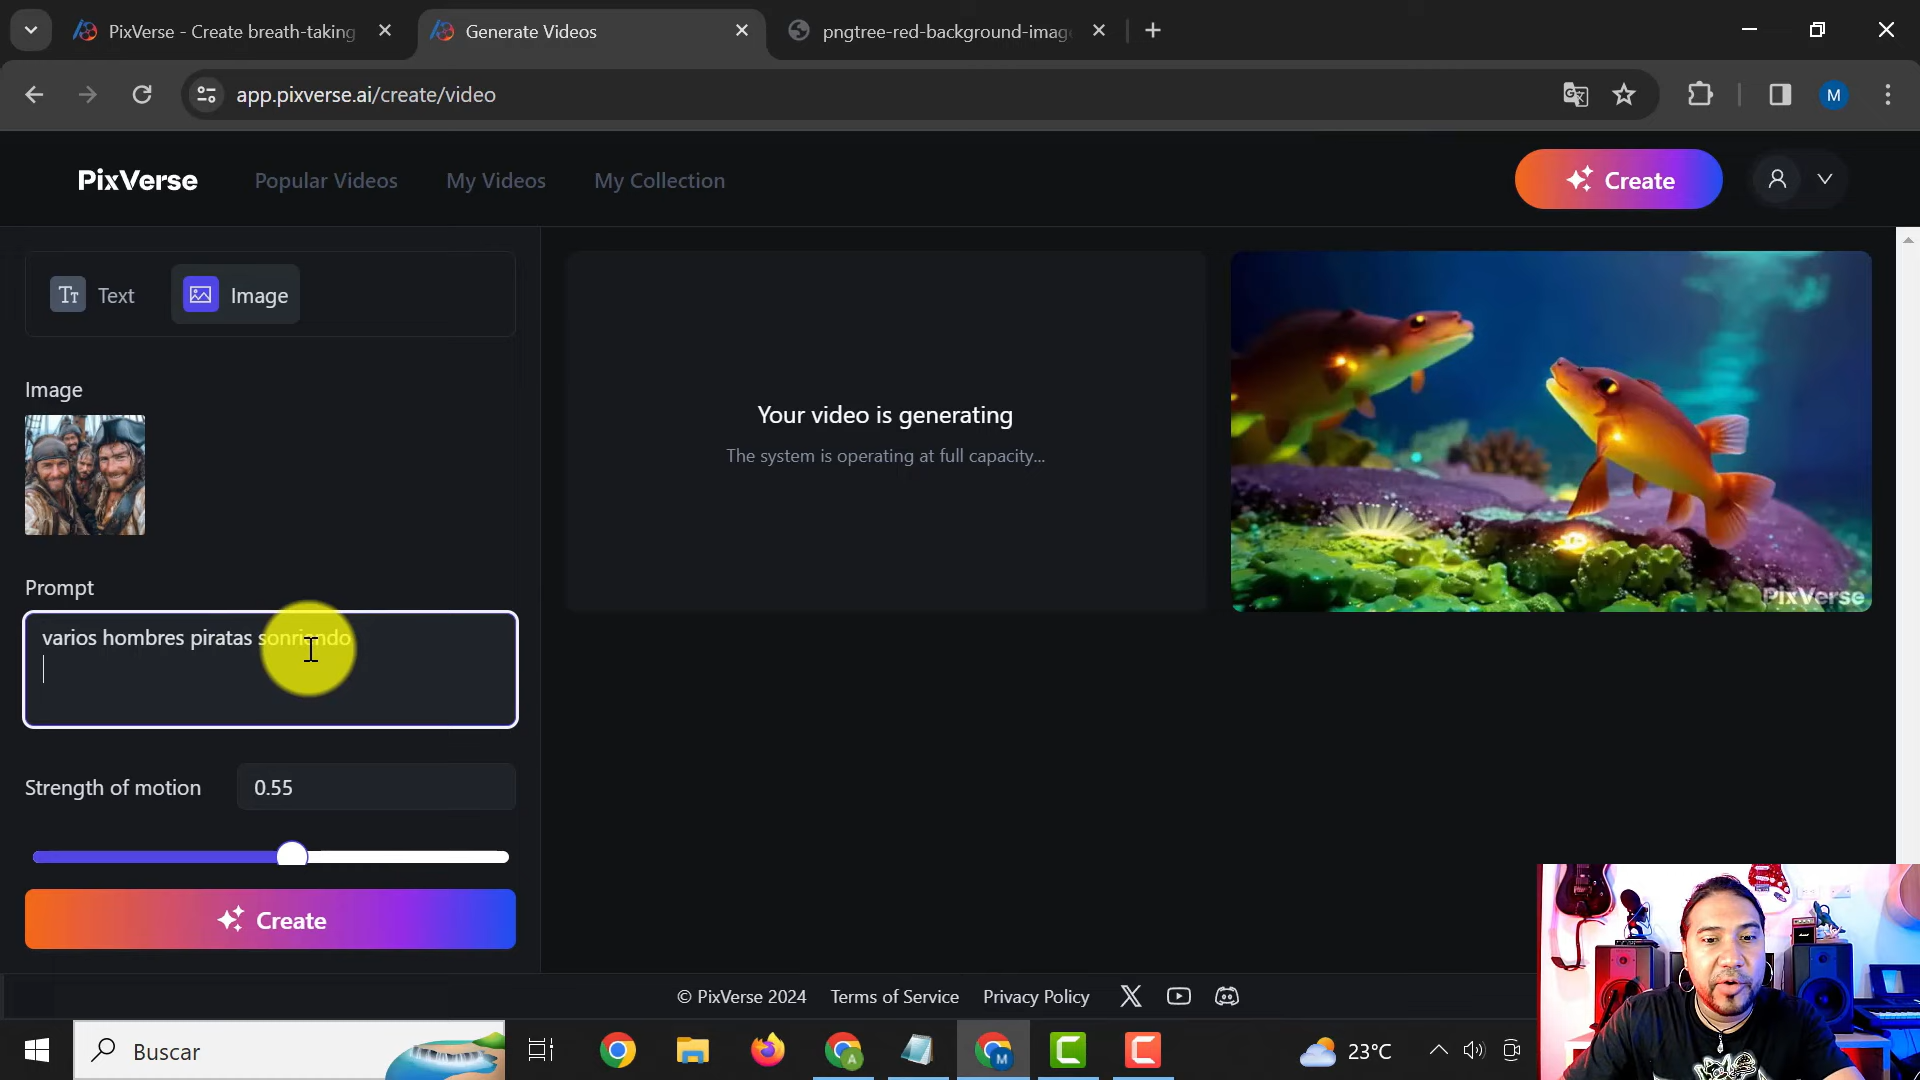 PixVerse - Create breath-taking
Generate Videos
pngtree-red-background-imag
app.pixverse.ai/create/video
M
PixVerse
Popular Videos
My Videos
My Collection
Create
Tт Text
Image
Image
Your video is generating
The system is operating at full capacity...
PixVerse
Prompt
varios hombres piratas sonriendo
Strength of motion
0.55
Create
© PixVerse 2024
Terms of Service
Privacy Policy
Buscar
A
M
23°C